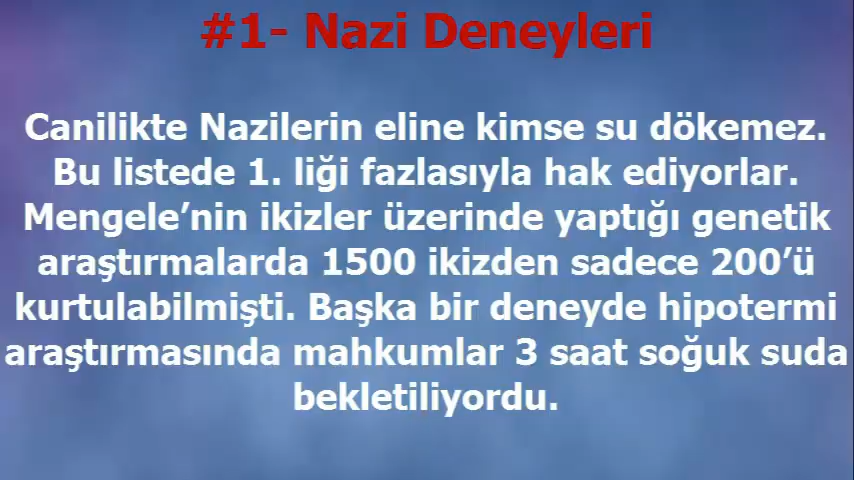 #1- Nazi Deneyleri
Canilikte Nazilerin eline kimse su dökemez.
Bu listede 1. liği fazlasıyla hak ediyorlar.
Mengele’nin ikizler üzerinde yaptığı genetik
araştırmalarda 1500 ikizden sadece 200’ü
kurtulabilmişti. Başka bir deneyde hipotermi
araştırmasında mahkumlar 3 saat soğuk suda
bekletiliyordu.